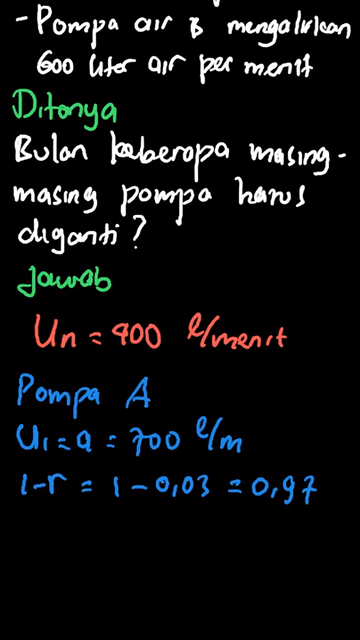 - Pompa air B mengalirkan
600 liter air per menit
Ditanya
Bulan keberapa masing-
masing pompa harus
diganti?
Jawab
Un = 400 l/menit
Pompa A
U1 = a = 700 l/m
1-r = 1 - 0,03 = 0,97